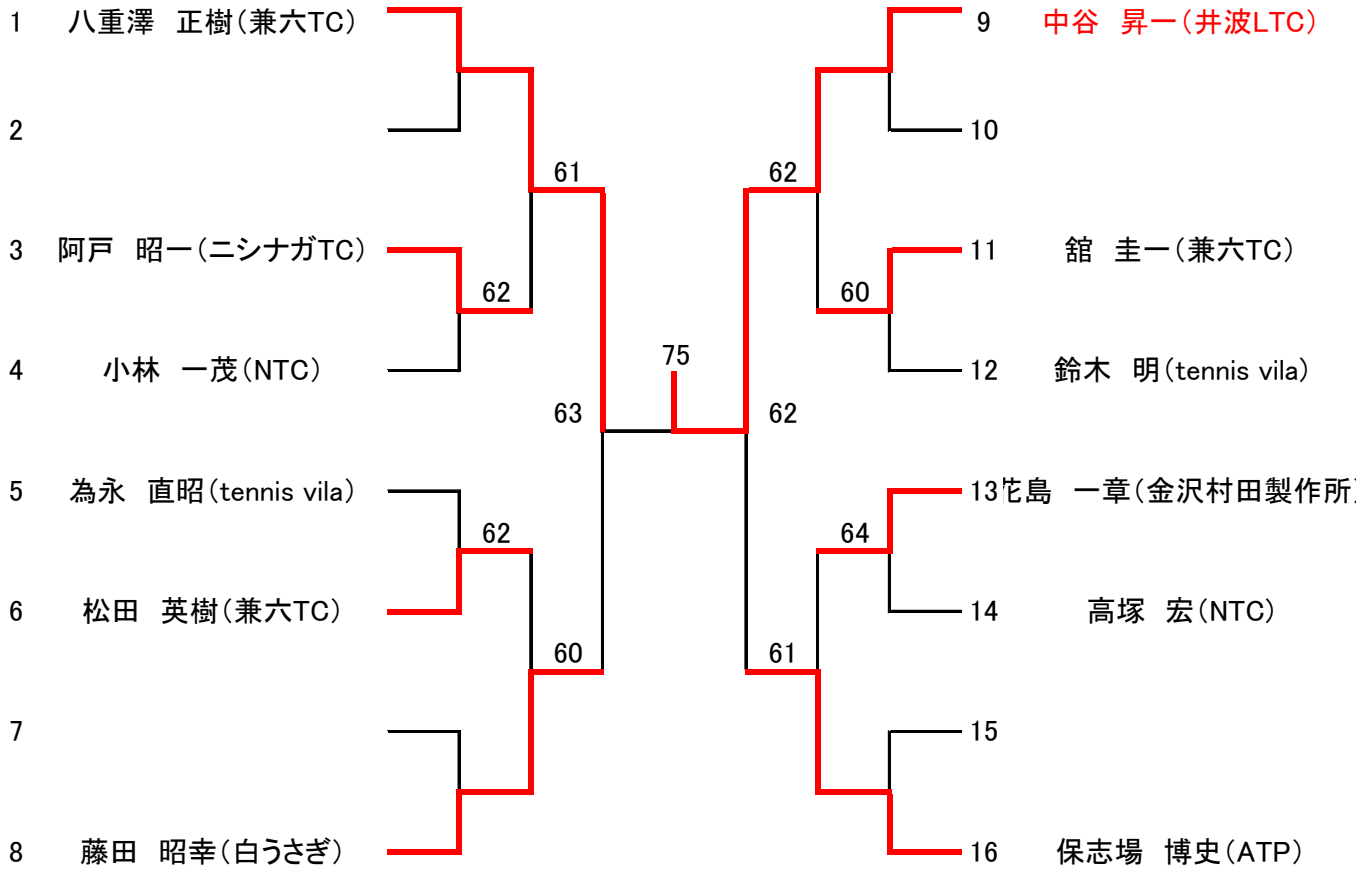 1 八重澤 正樹(兼六TC)
2
61
3 阿戸 昭一(ニシナガTC)
62
4 小林 一茂(NTC)
63
5 為永 直昭(tennis vila)
62
6 松田 英樹(兼六TC)
60
7
8 藤田 昭幸(白うさぎ)
75
9 中谷 昇一(井波LTC)
10
62
11 舘 圭一(兼六TC)
60
12 鈴木 明(tennis vila)
62
13 花島 一章(金沢村田製作所)
64
14 高塚 宏(NTC)
61
15
16 保志場 博史(ATP)